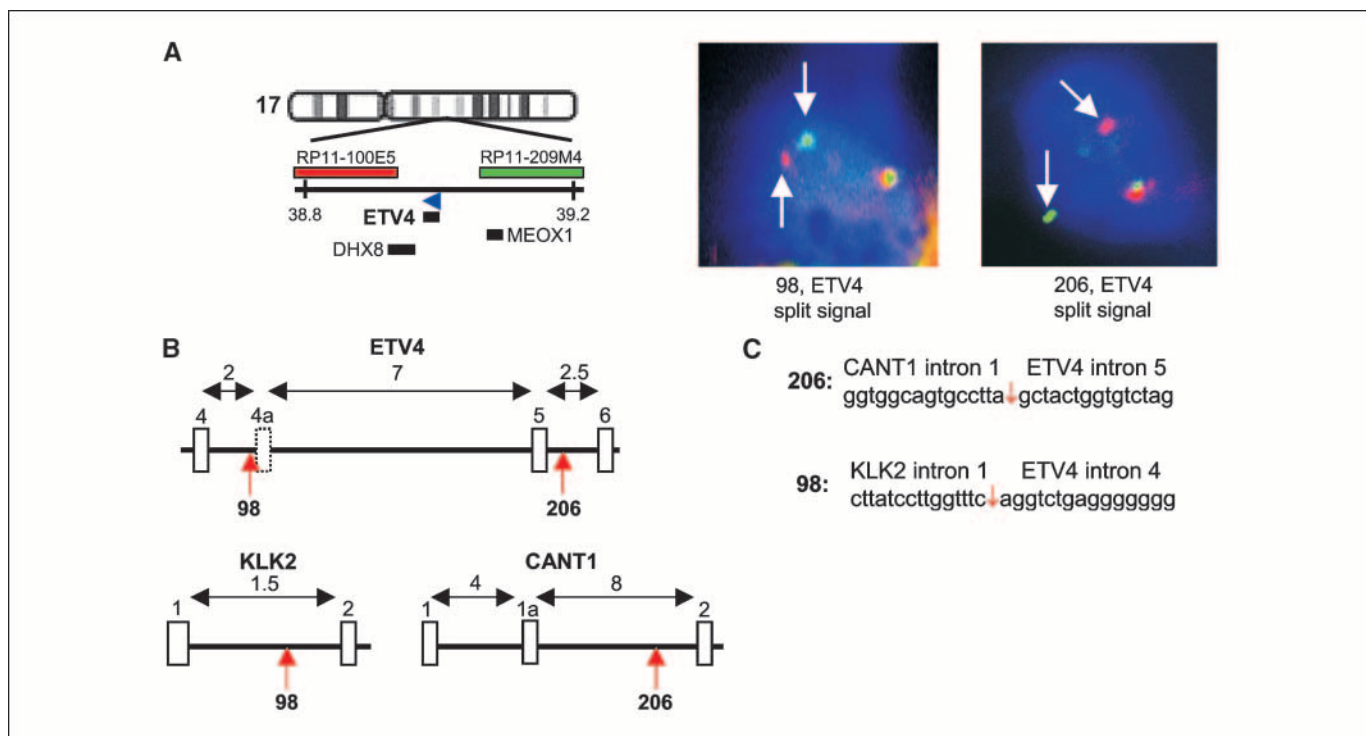 A
17
RP11-100E5
RP11-209M4
38.8
39.2
ETV4
DHX8
MEOX1
98, ETV4
split signal
206, ETV4
split signal
B
ETV4
2
7
2.5
4
4a
5
6
98
206
KLK2
1.5
1
2
98
CANT1
4
8
1
1a
2
206
C
206:
CANT1 intron 1
ETV4 intron 5
ggtggcagtgcctta
gctactggtgtctag
98:
KLK2 intron 1
ETV4 intron 4
cttatccttggtttc
aggtctgagggggggg